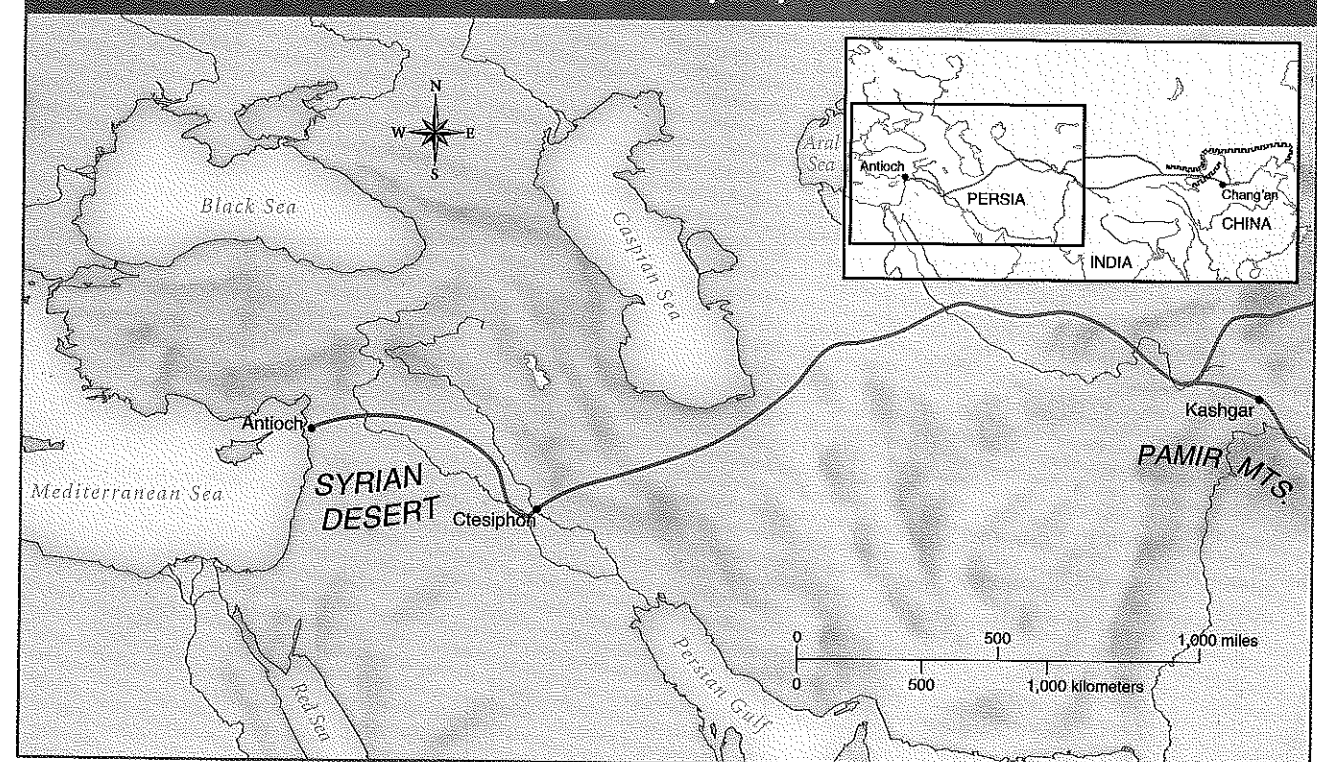 N
W E
S
Black Sea
Caspian Sea
Aral
Sea
Antioch
PERSIA
INDIA
Chang'an
CHINA
Antioch
Mediterranean Sea
SYRIAN
DESERT
Ctesiphon
Kashgar
PAMIR MTS.
Red Sea
Persian Gulf
0 500 1,000 miles
0 500 1,000 kilometers